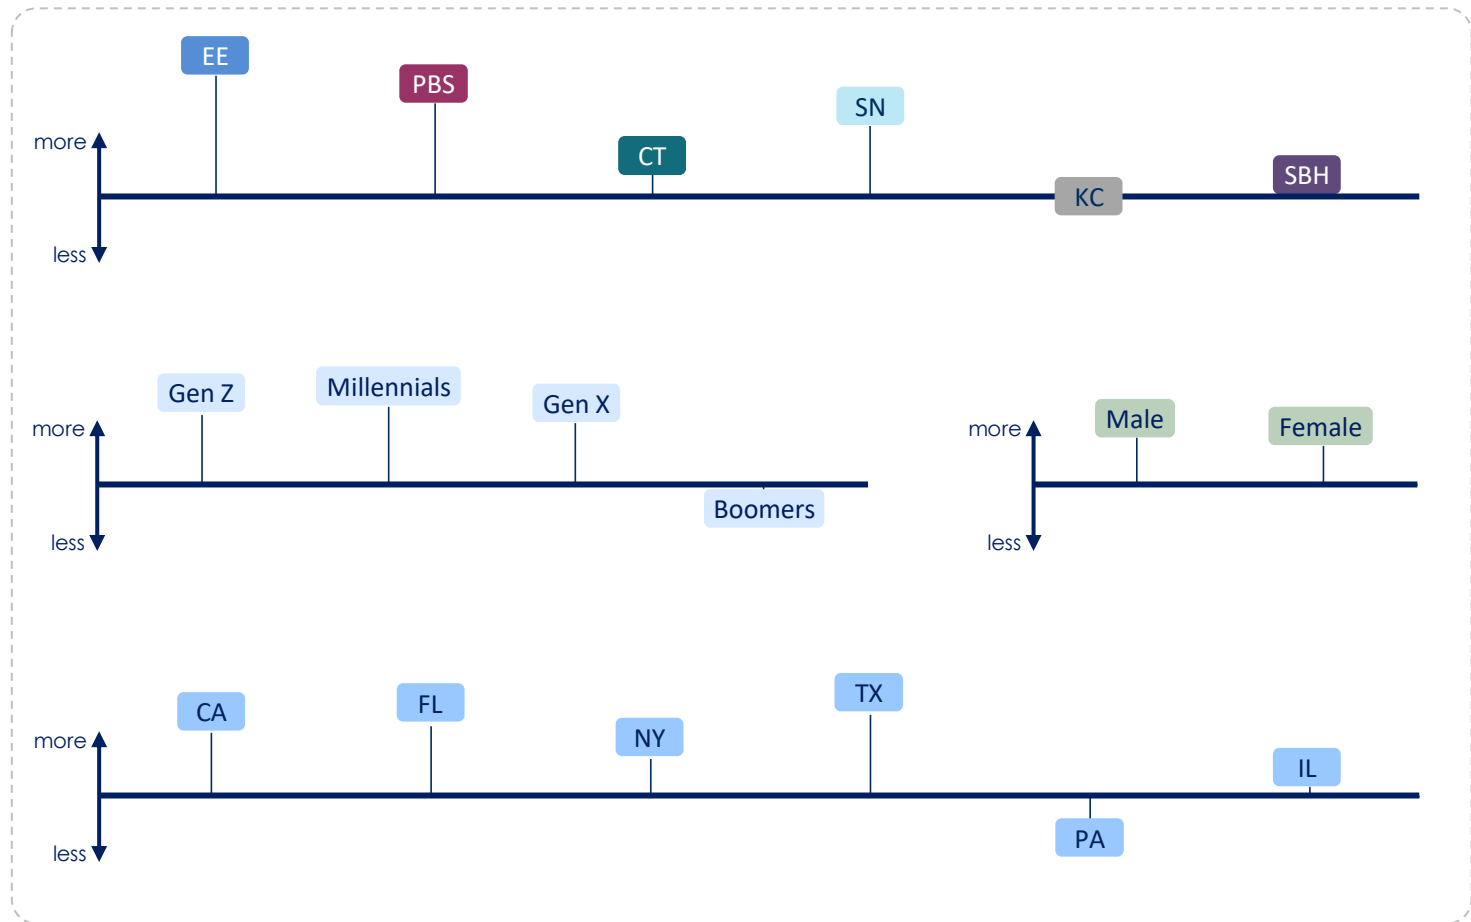 EE
PBS
SN
more
CT
SBH
KC
less
Gen Z
Millennials
Gen X
more
Boomers
less
Male
Female
more
less
CA
FL
TX
more
NY
IL
PA
less